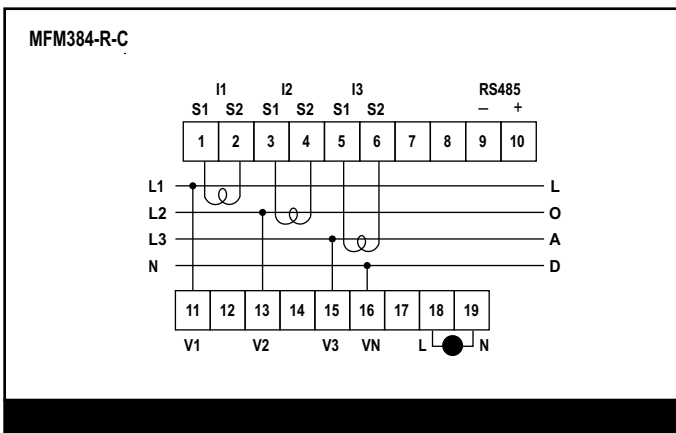 MFM384-R-C
I1 I2 I3 RS485
S1 S2 S1 S2 S1 S2 – +
1 2 3 4 5 6 7 8 9 10
L1 L
L2 O
L3 A
N D
11 12 13 14 15 16 17 18 19
V1 V2 V3 VN L N